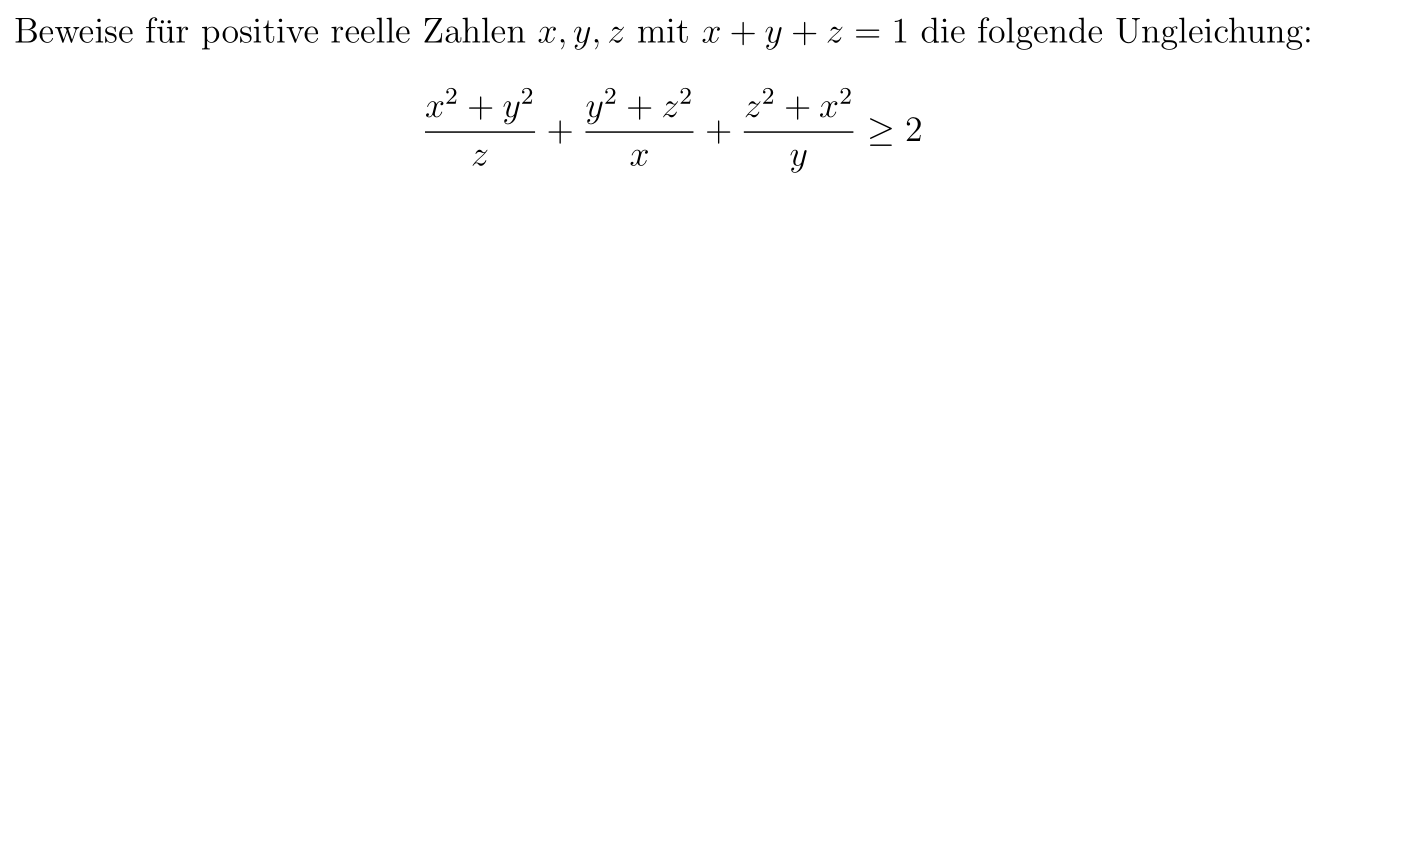 Beweise für positive reelle Zahlen x, y, z mit x + y + z = 1 die folgende Ungleichung:
\frac{x^2 + y^2}{z} + \frac{y^2 + z^2}{x} + \frac{z^2 + x^2}{y} ≥ 2